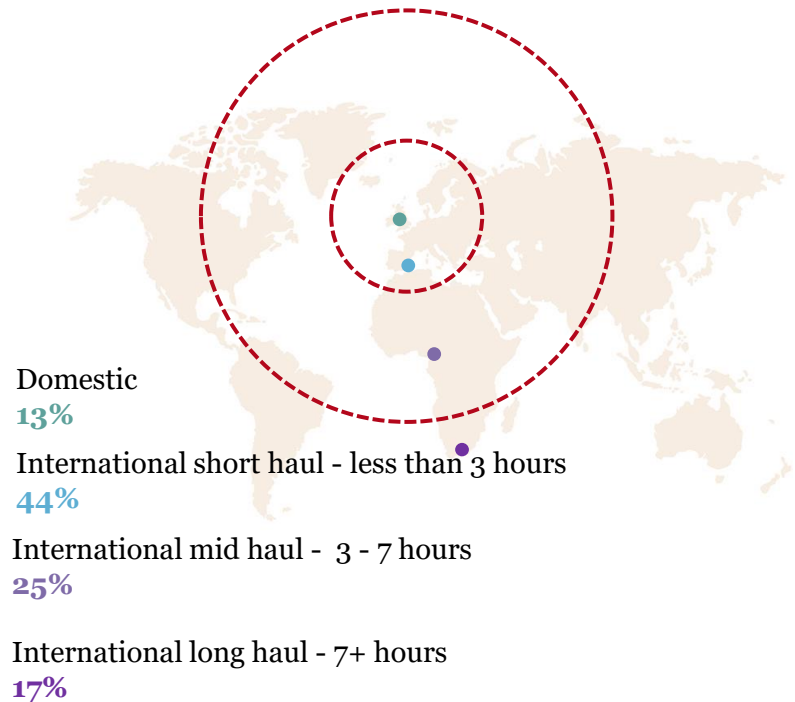 Domestic
13%
International short haul - less than 3 hours
44%
International mid haul -  3 - 7 hours
25%
International long haul - 7+ hours
17%